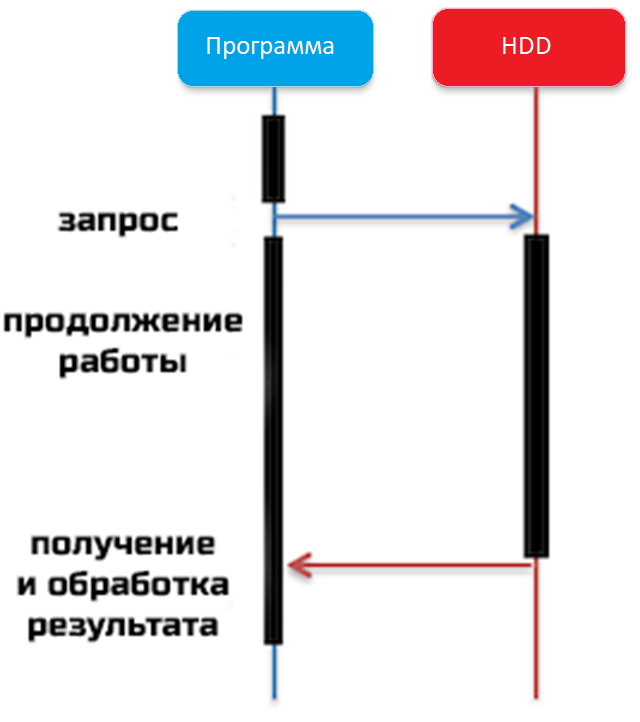 Программа
HDD
запрос
продолжение
работы
получение
и обработка
результата